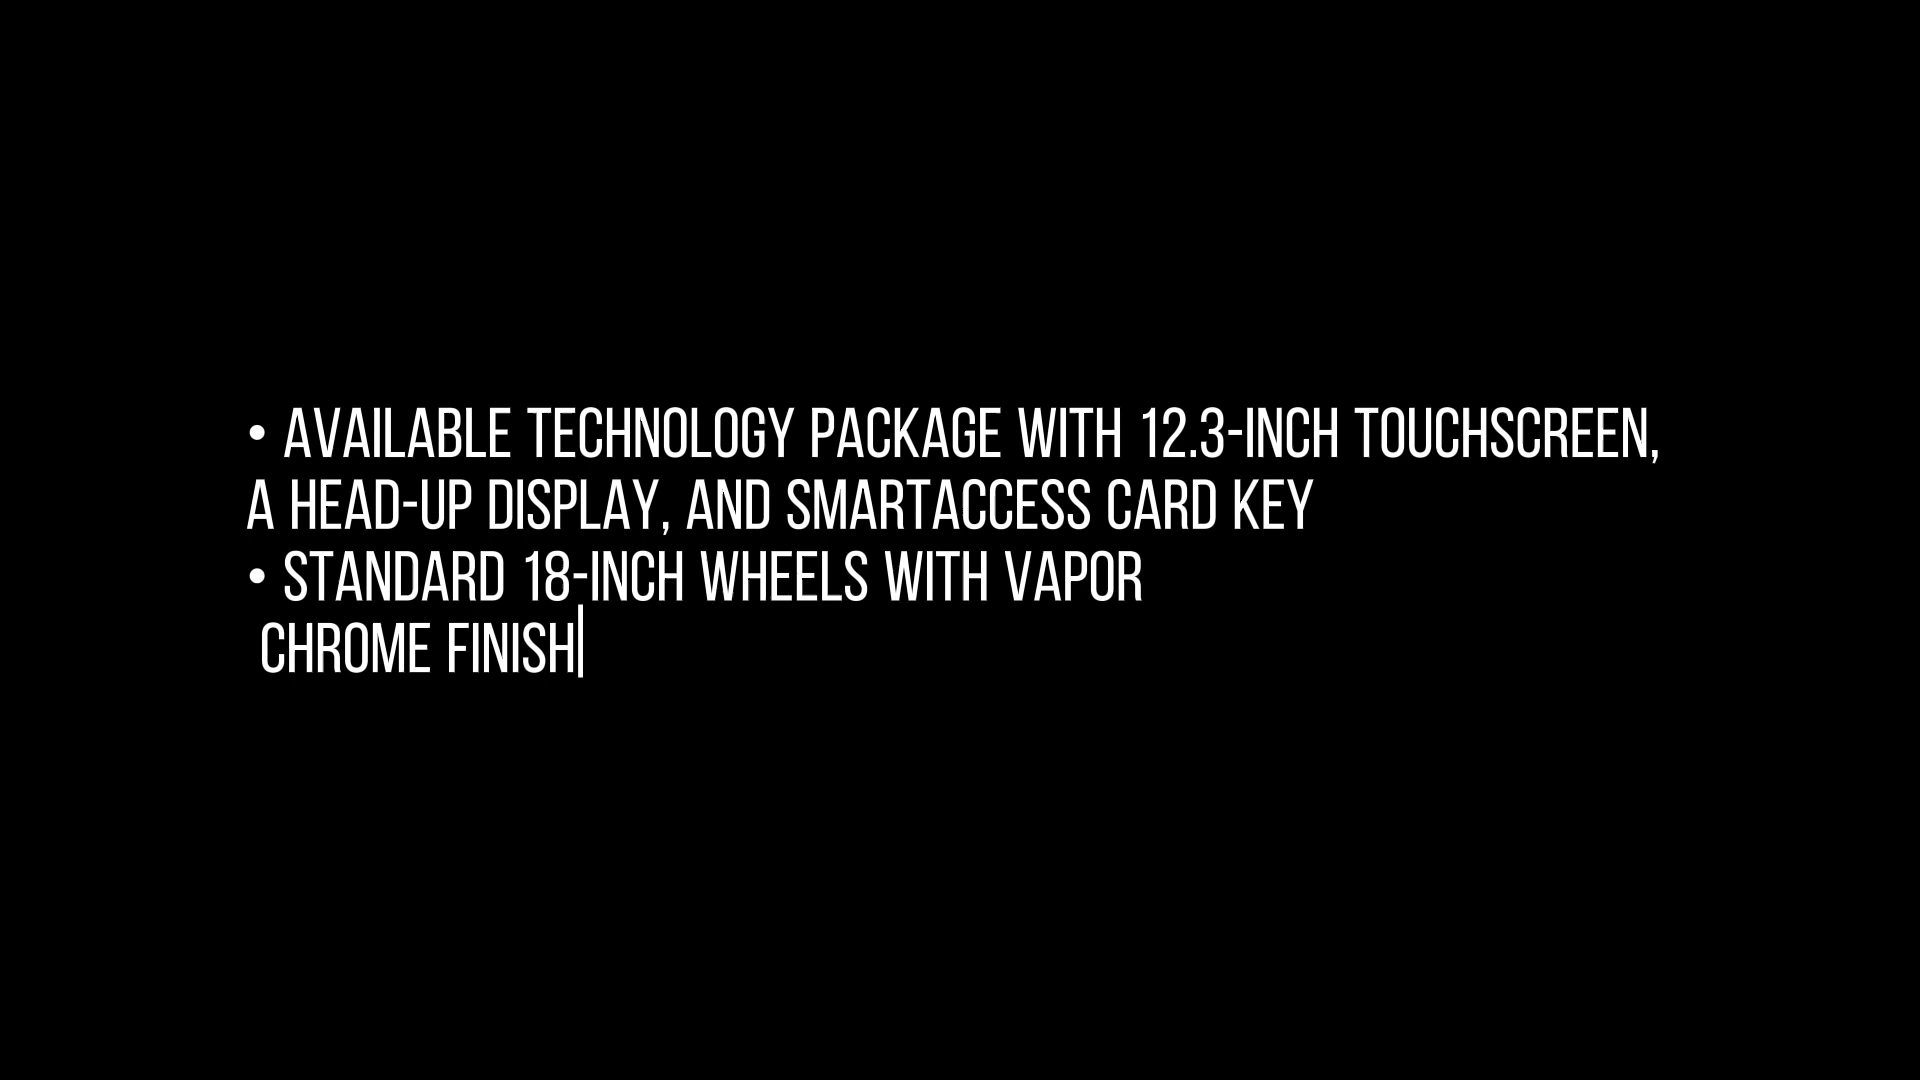 • AVAILABLE TECHNOLOGY PACKAGE WITH 12.3-INCH TOUCHSCREEN,
A HEAD-UP DISPLAY, AND SMARTACCESS CARD KEY
• STANDARD 18-INCH WHEELS WITH VAPOR
CHROME FINISH